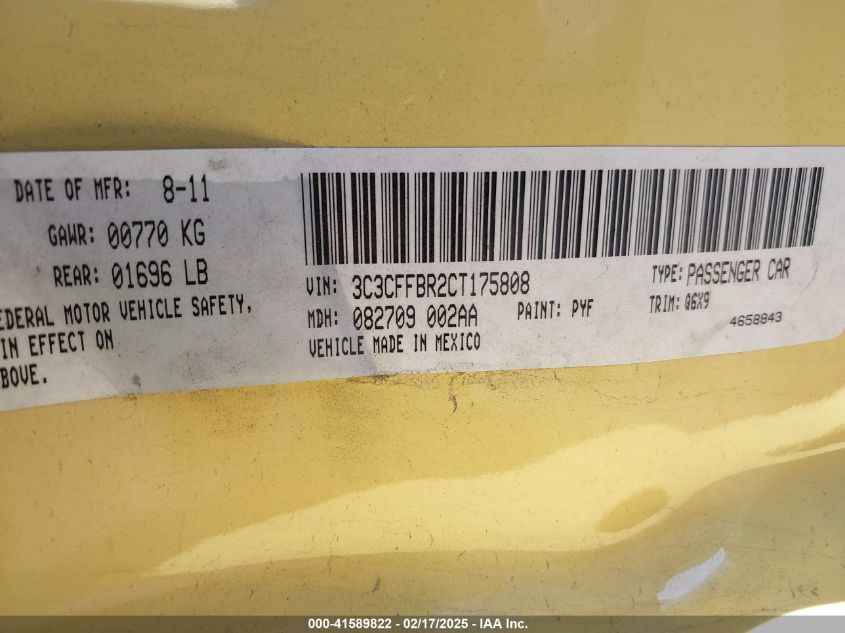 DATE OF MFR: 8-11
GAWR: 00770 KG
REAR: 01696 LB
EDERAL MOTOR VEHICLE SAFETY,
IN EFFECT ON
BOVE.
VIN: 3C3CFFBR2CT175808
TYPE: PASSENGER CAR
MDH: 082709 002AA
PAINT: PYF
TRIM: Q6X9
VEHICLE MADE IN MEXICO
4658843
000-41589822 - 02/17/2025 - IAA Inc.